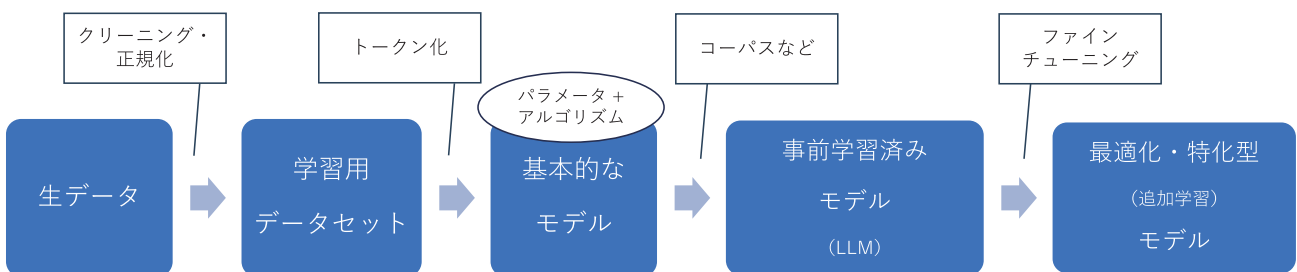 クリーニング・
正規化
トークン化
パラメータ +
アルゴリズム
コーパスなど
ファイン
チューニング
生データ
学習用
データセット
基本的な
モデル
事前学習済み
モデル
(LLM)
最適化・特化型
(追加学習)
モデル